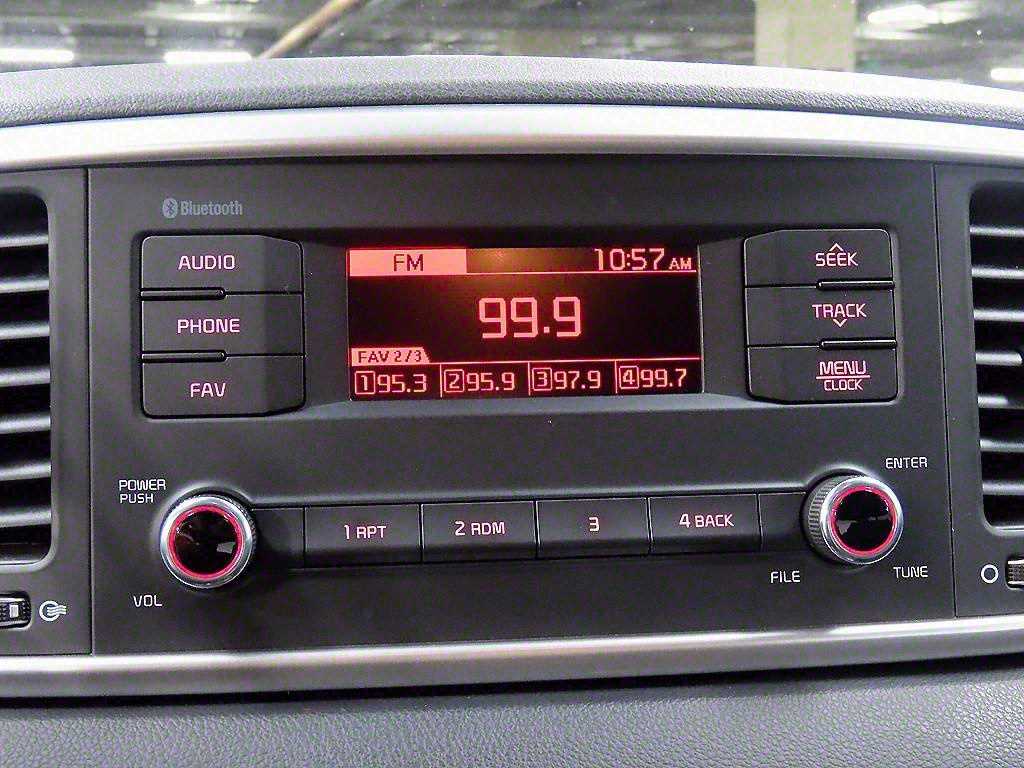 Bluetooth
AUDIO
PHONE
FAV
FM 10:57 AM
99.9
FAV 2/3
1 95.3 2 95.9 3 97.9 4 99.7
SEEK
TRACK
MENU
CLOCK
POWER
PUSH
VOL
1 RPT 2 RDM 3 4 BACK
ENTER
FILE TUNE